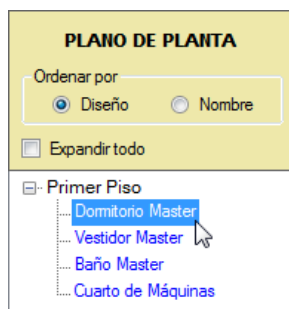 PLANO DE PLANTA
Ordenar por
Diseño Nombre
Expandir todo
Primer Piso
Dormitorio Master
Vestidor Master
Baño Master
Cuarto de Máquinas